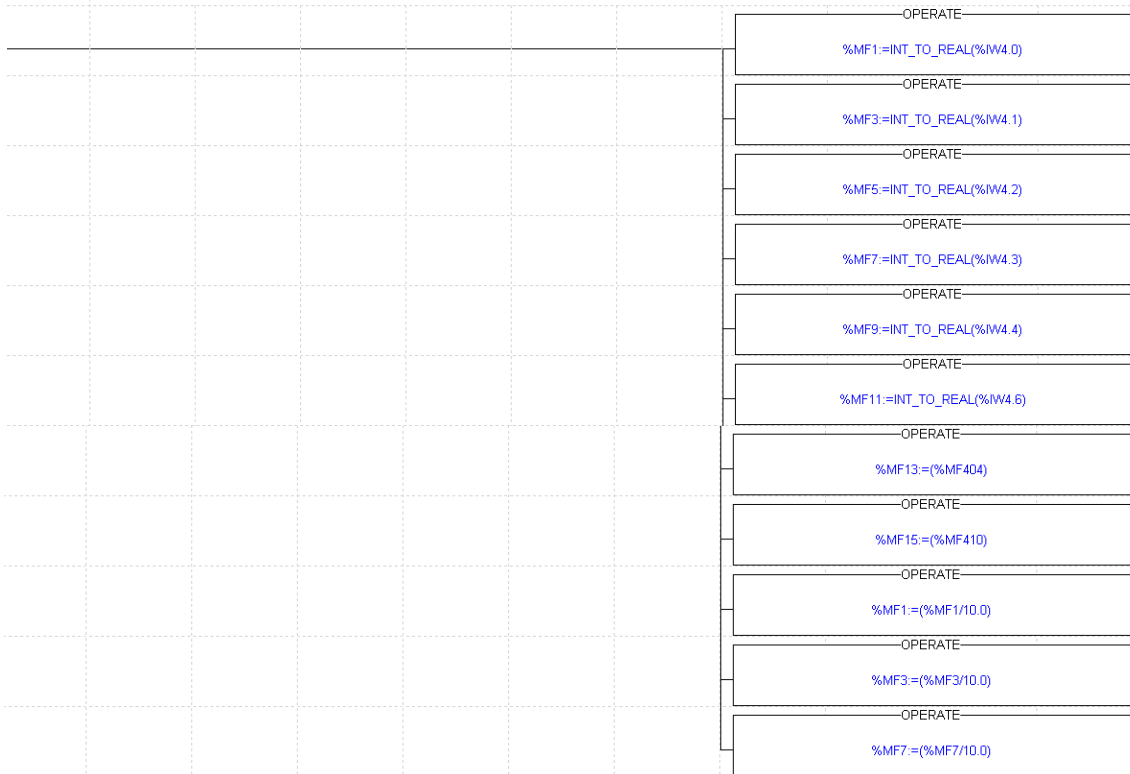 OPERATE
%MF1:=INT_TO_REAL(%IW4.0)
OPERATE
%MF3:=INT_TO_REAL(%IW4.1)
OPERATE
%MF5:=INT_TO_REAL(%IW4.2)
OPERATE
%MF7:=INT_TO_REAL(%IW4.3)
OPERATE
%MF9:=INT_TO_REAL(%IW4.4)
OPERATE
%MF11:=INT_TO_REAL(%IW4.6)
OPERATE
%MF13:=(%MF404)
OPERATE
%MF15:=(%MF410)
OPERATE
%MF1:=(%MF1/10.0)
OPERATE
%MF3:=(%MF3/10.0)
OPERATE
%MF7:=(%MF7/10.0)